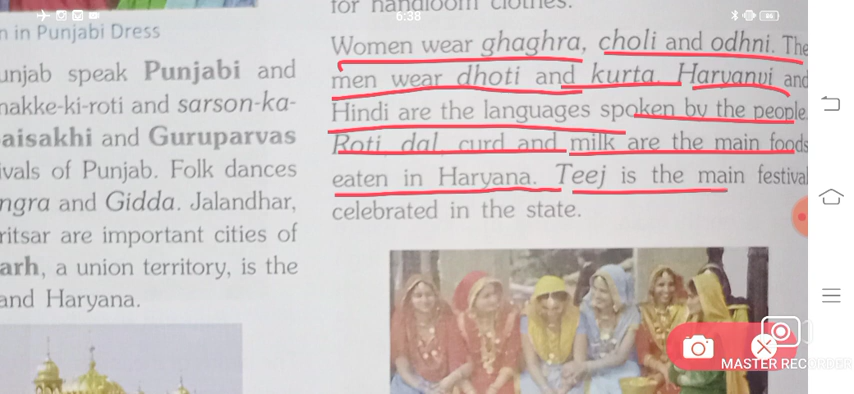 6:38
n in Punjabi Dress
unjab speak Punjabi and
nakke-ki-roti and sarson-ka-
aisakhi and Guruparvas
ivals of Punjab. Folk dances
ngra and Gidda. Jalandhar,
ritsar are important cities of
arh, a union territory, is the
and Haryana.
for handloom clothes.
Women wear ghaghra, choli and odhni. The
men wear dhoti and kurta. Haryanvi and
Hindi are the languages spoken by the people
Roti, dal, curd and milk are the main foods
eaten in Haryana. Teej is the main festival
celebrated in the state.
MASTER RECORDER